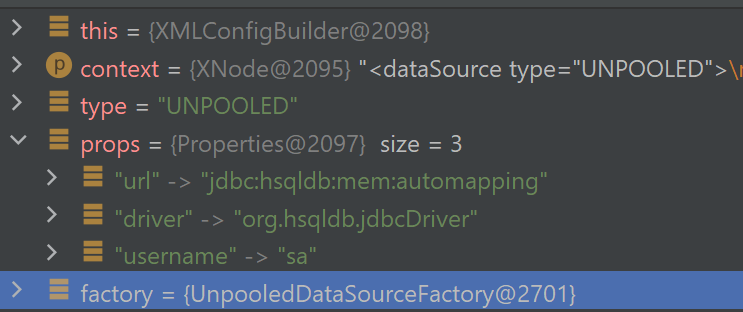 this = {XMLConfigBuilder@2098}
p context = {XNode@2095} "<dataSource type="UNPOOLED">\r
type = "UNPOOLED"
props = {Properties@2097} size = 3
"url" -> "jdbc:hsqldb:mem:automapping"
"driver" -> "org.hsqldb.jdbcDriver"
"username" -> "sa"
factory = {UnpooledDataSourceFactory@2701}